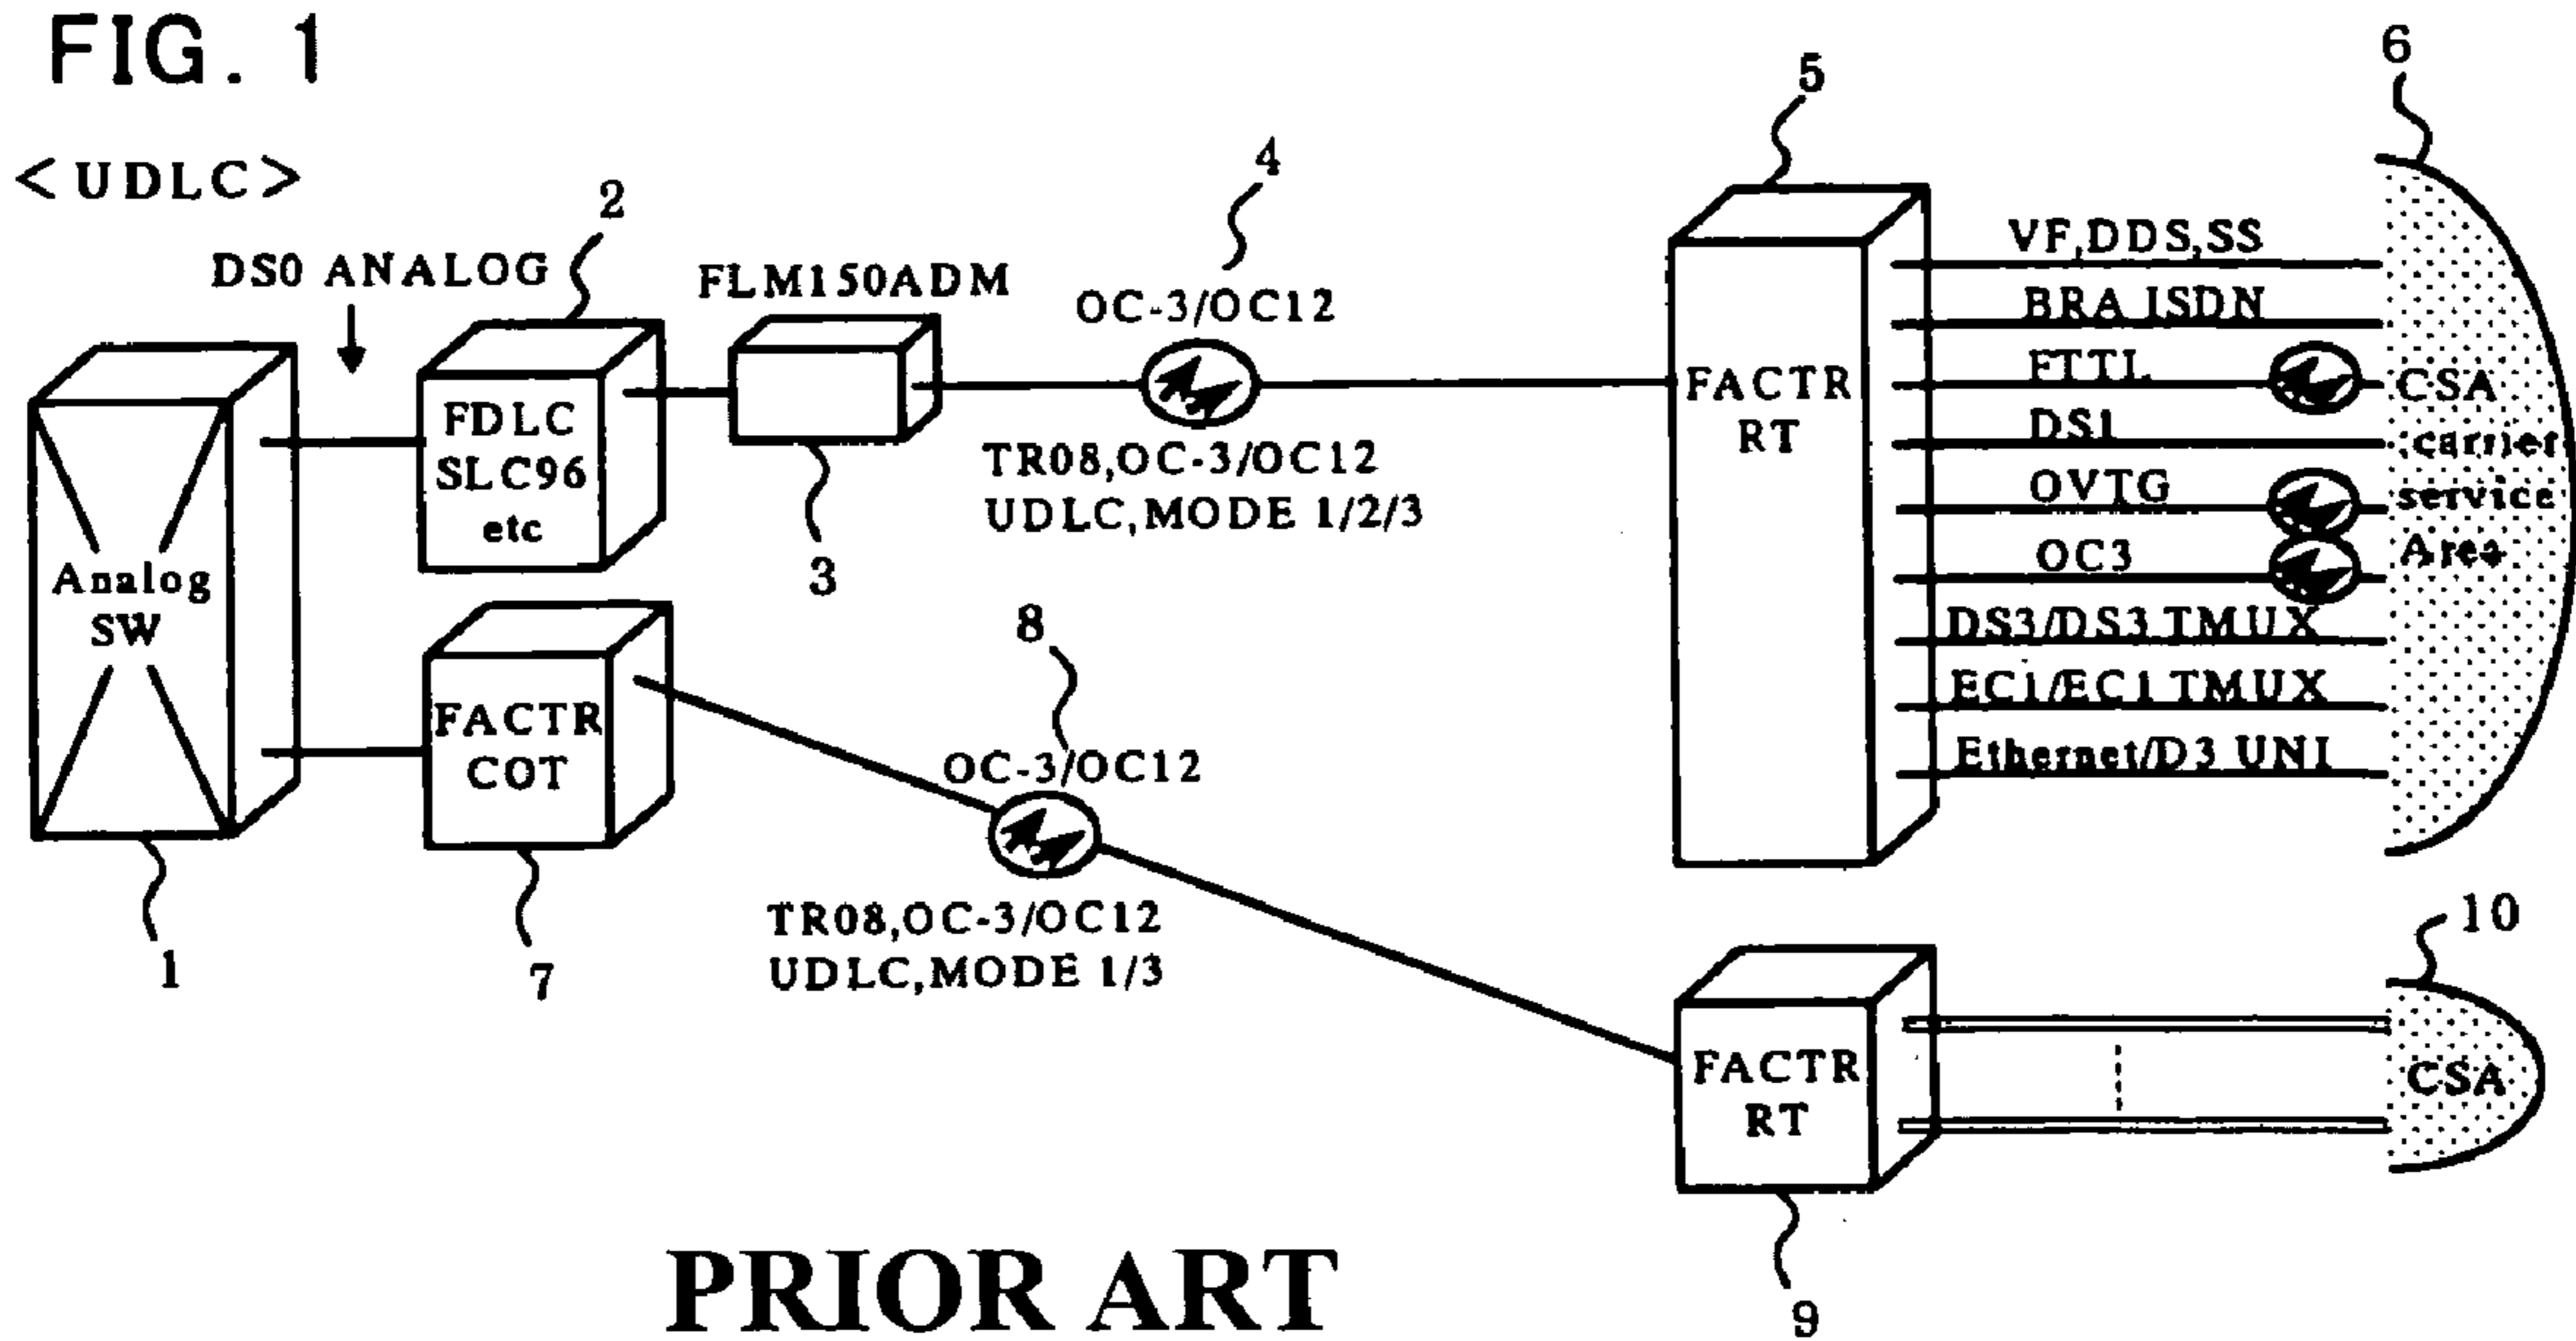 FIG. 1
<UDLC>
DS0 ANALOG
2
FLM150ADM
4
OC-3/OC12
5
6
FDLC
SLC96
etc
3
TR08,OC-3/OC12
UDLC,MODE 1/2/3
FACTR
RT
VF,DDS,SS
BRA ISDN
FTTL
DS1
OVTG
OC3
DS3/DS3 TMUX
EC1/EC1 TMUX
Ethernet/D3 UNI
CSA
(carrier
service
Area
Analog
SW
1
FACTR
COT
7
8
OC-3/OC12
TR08,OC-3/OC12
UDLC,MODE 1/3
FACTR
RT
9
10
CSA
PRIOR ART